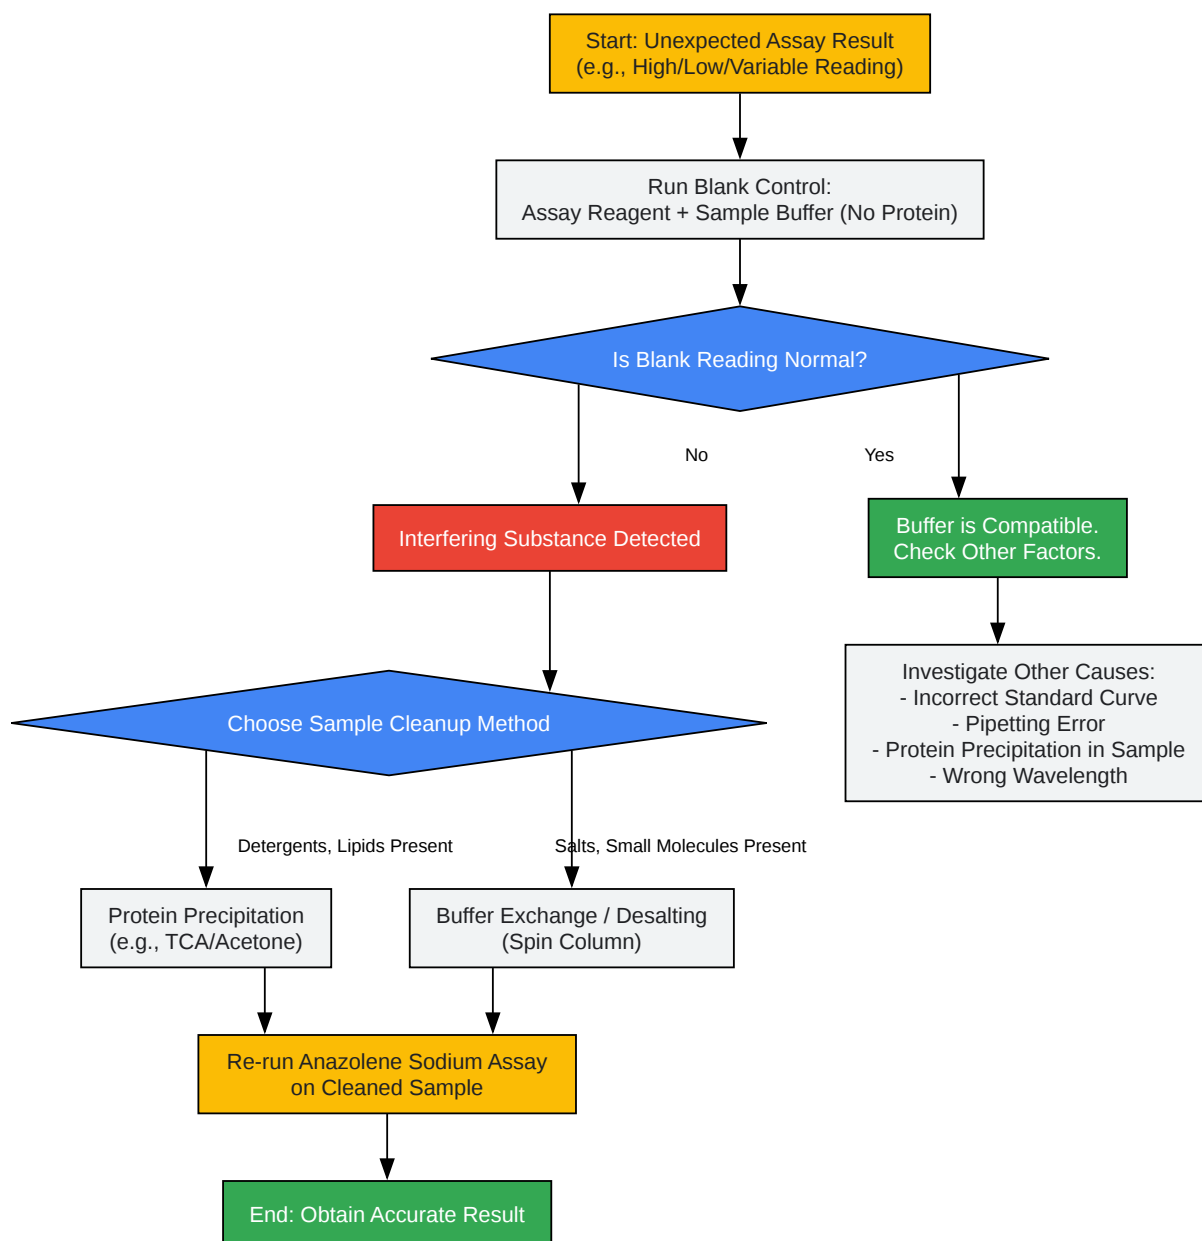 Start: Unexpected Assay Result
(e.g., High/Low/Variable Reading)
Run Blank Control:
Assay Reagent + Sample Buffer (No Protein)
Is Blank Reading Normal?
No
Yes
Interfering Substance Detected
Buffer is Compatible.
Check Other Factors.
Investigate Other Causes:
- Incorrect Standard Curve
- Pipetting Error
- Protein Precipitation in Sample
- Wrong Wavelength
Choose Sample Cleanup Method
Detergents, Lipids Present
Salts, Small Molecules Present
Protein Precipitation
(e.g., TCA/Acetone)
Buffer Exchange / Desalting
(Spin Column)
Re-run Anazolene Sodium Assay
on Cleaned Sample
End: Obtain Accurate Result